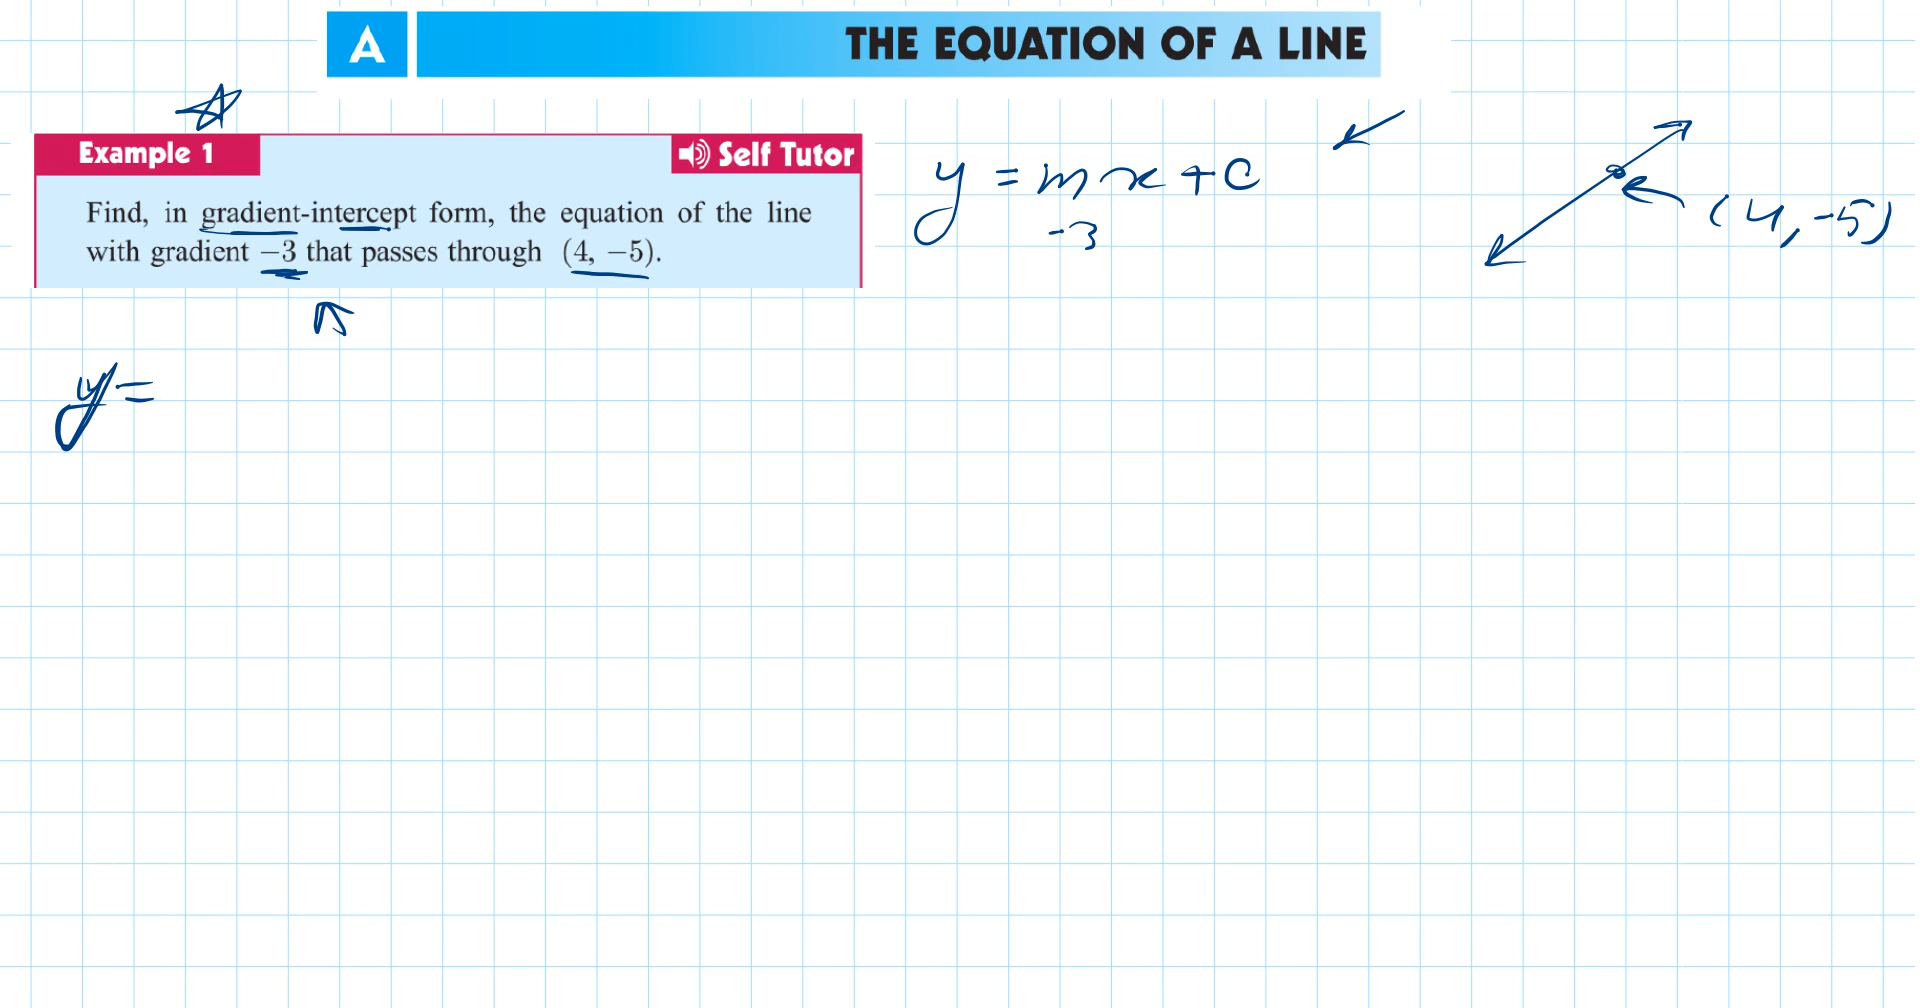 A THE EQUATION OF A LINE
Example 1 Self Tutor
Find, in gradient-intercept form, the equation of the line
with gradient −3 that passes through (4, −5).
y = mx + c
-3
(4, -5)
y =